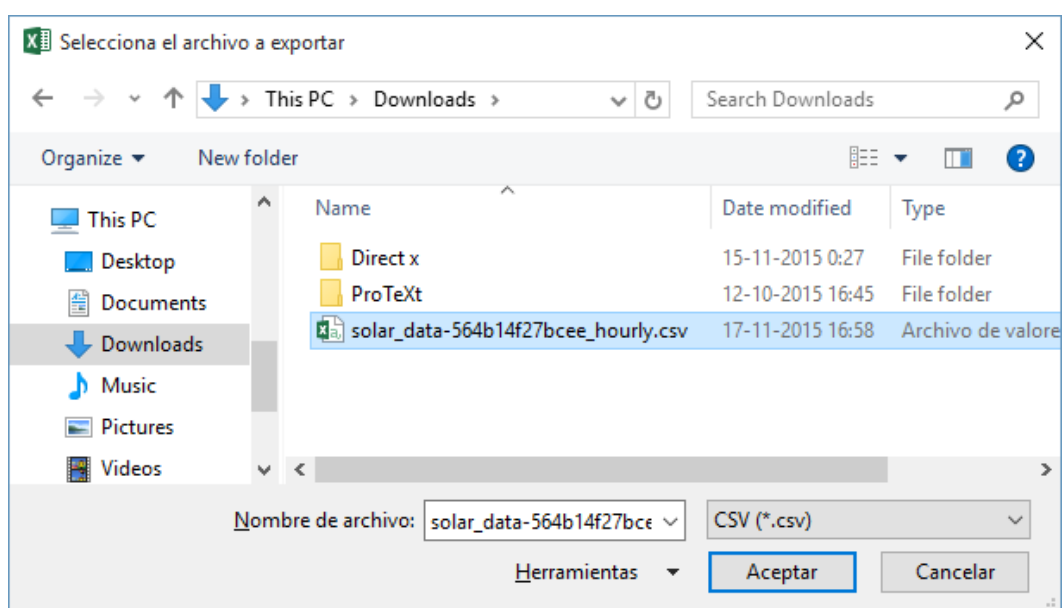 Selecciona el archivo a exportar
This PC > Downloads > Search Downloads
Organize New folder
Name Date modified Type
This PC
Desktop
Documents
Downloads
Music
Pictures
Videos
Direct x 15-11-2015 0:27 File folder
ProTeXt 12-10-2015 16:45 File folder
solar_data-564b14f27bcee_hourly.csv 17-11-2015 16:58 Archivo de valore
Nombre de archivo: solar_data-564b14f27bce CSV (*.csv)
Herramientas Aceptar Cancelar